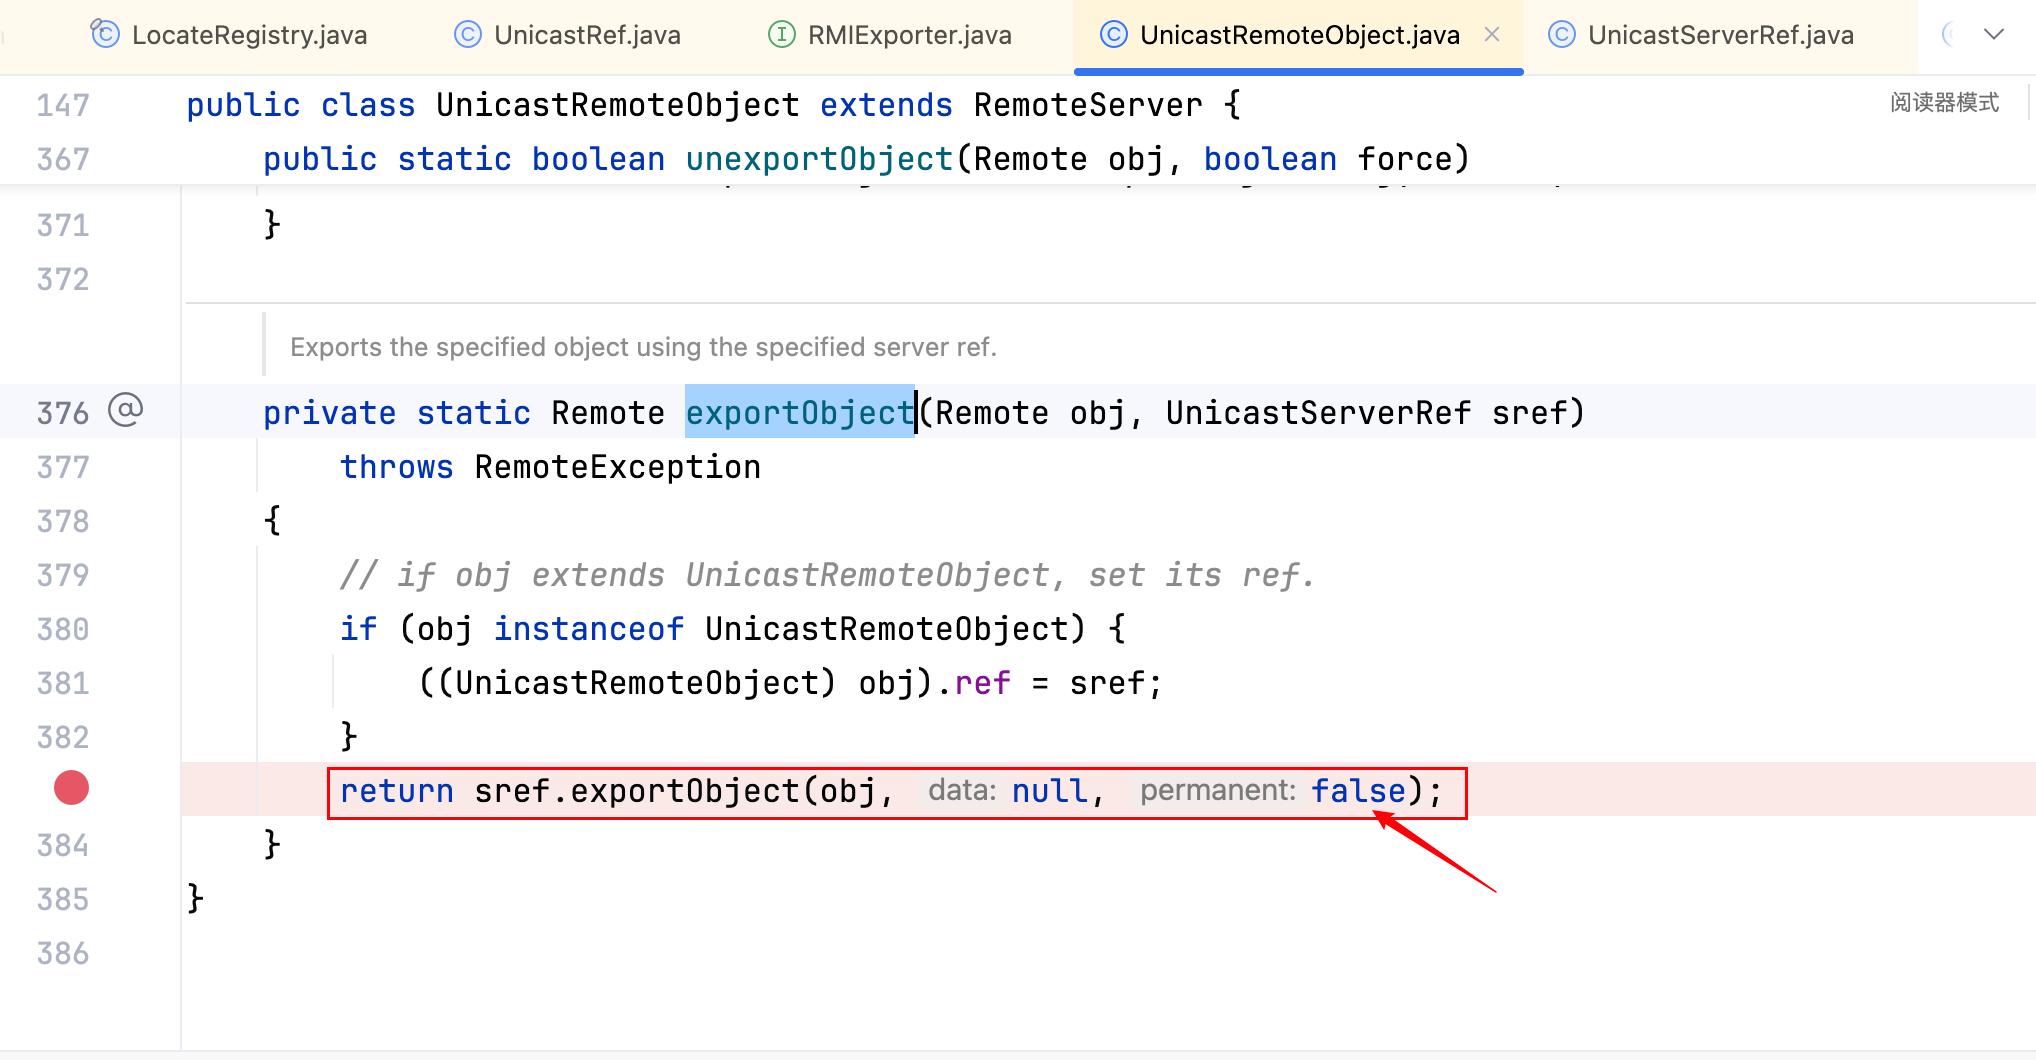 LocateRegistry.java UnicastRef.java RMIExporter.java UnicastRemoteObject.java UnicastServerRef.java
147 public class UnicastRemoteObject extends RemoteServer {
阅读器模式
367 public static boolean unexportObject(Remote obj, boolean force)
371 }
372
Exports the specified object using the specified server ref.
376 @ private static Remote exportObject(Remote obj, UnicastServerRef sref)
377 throws RemoteException
378 {
379 // if obj extends UnicastRemoteObject, set its ref.
380 if (obj instanceof UnicastRemoteObject) {
381 ((UnicastRemoteObject) obj).ref = sref;
382 }
return sref.exportObject(obj, data: null, permanent: false);
384 }
385 }
386